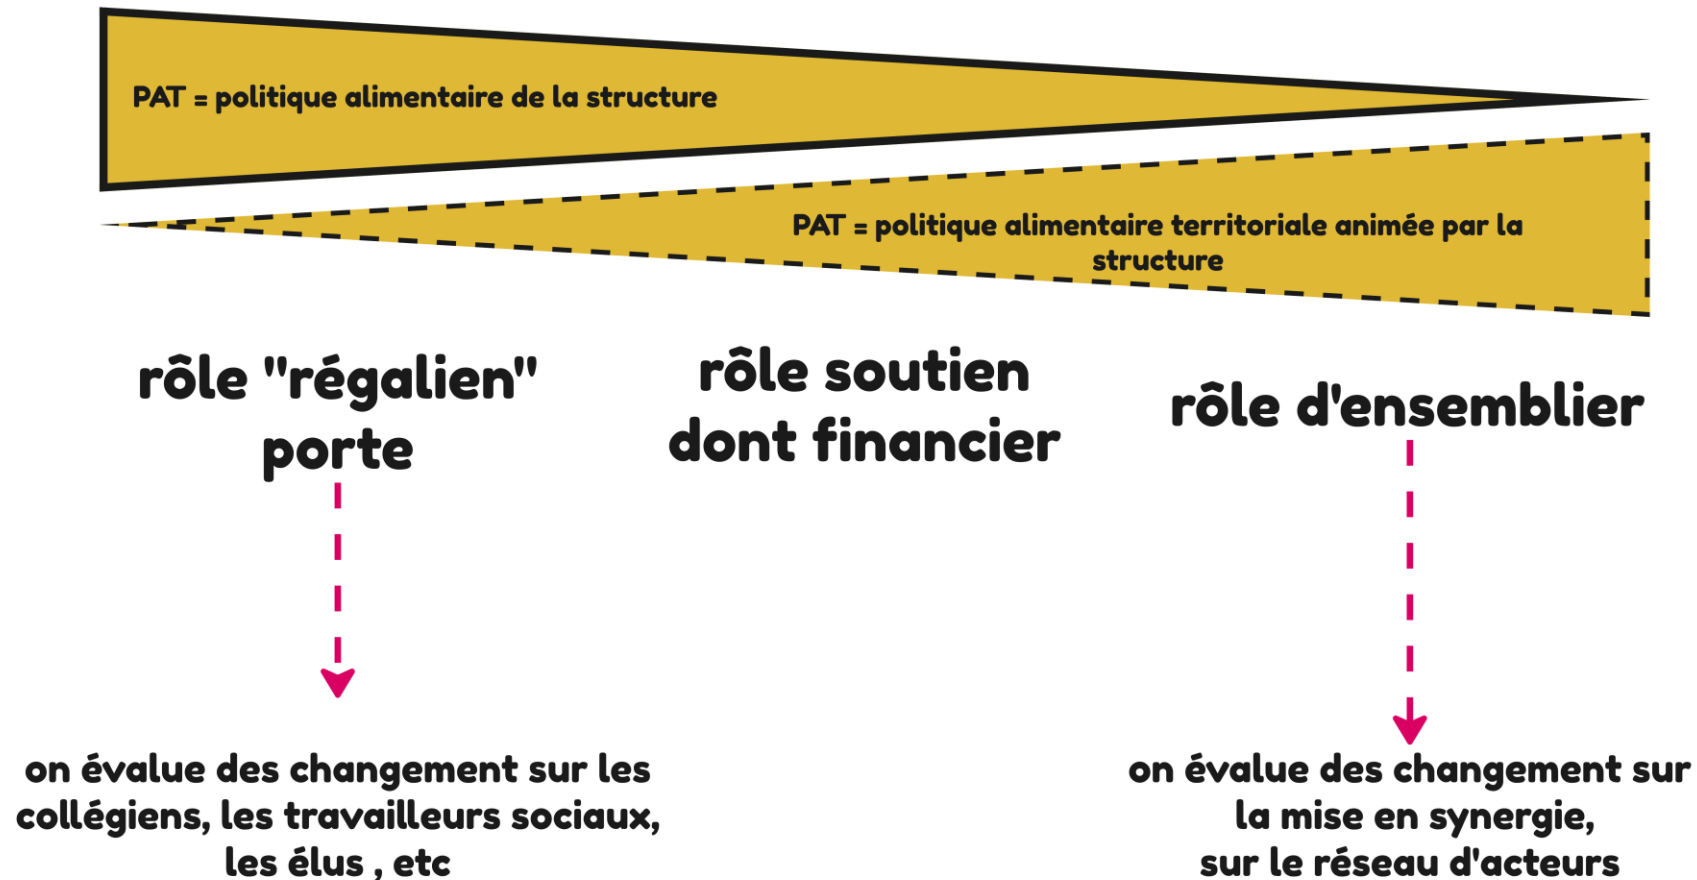 PAT = politique alimentaire de la structure
PAT = politique alimentaire territoriale animée par la
structure
rôle "régalien"
porte
rôle soutien
dont financier
rôle d'ensemblier
on évalue des changement sur les
collégiens, les travailleurs sociaux,
les élus , etc
on évalue des changement sur
la mise en synergie,
sur le réseau d'acteurs